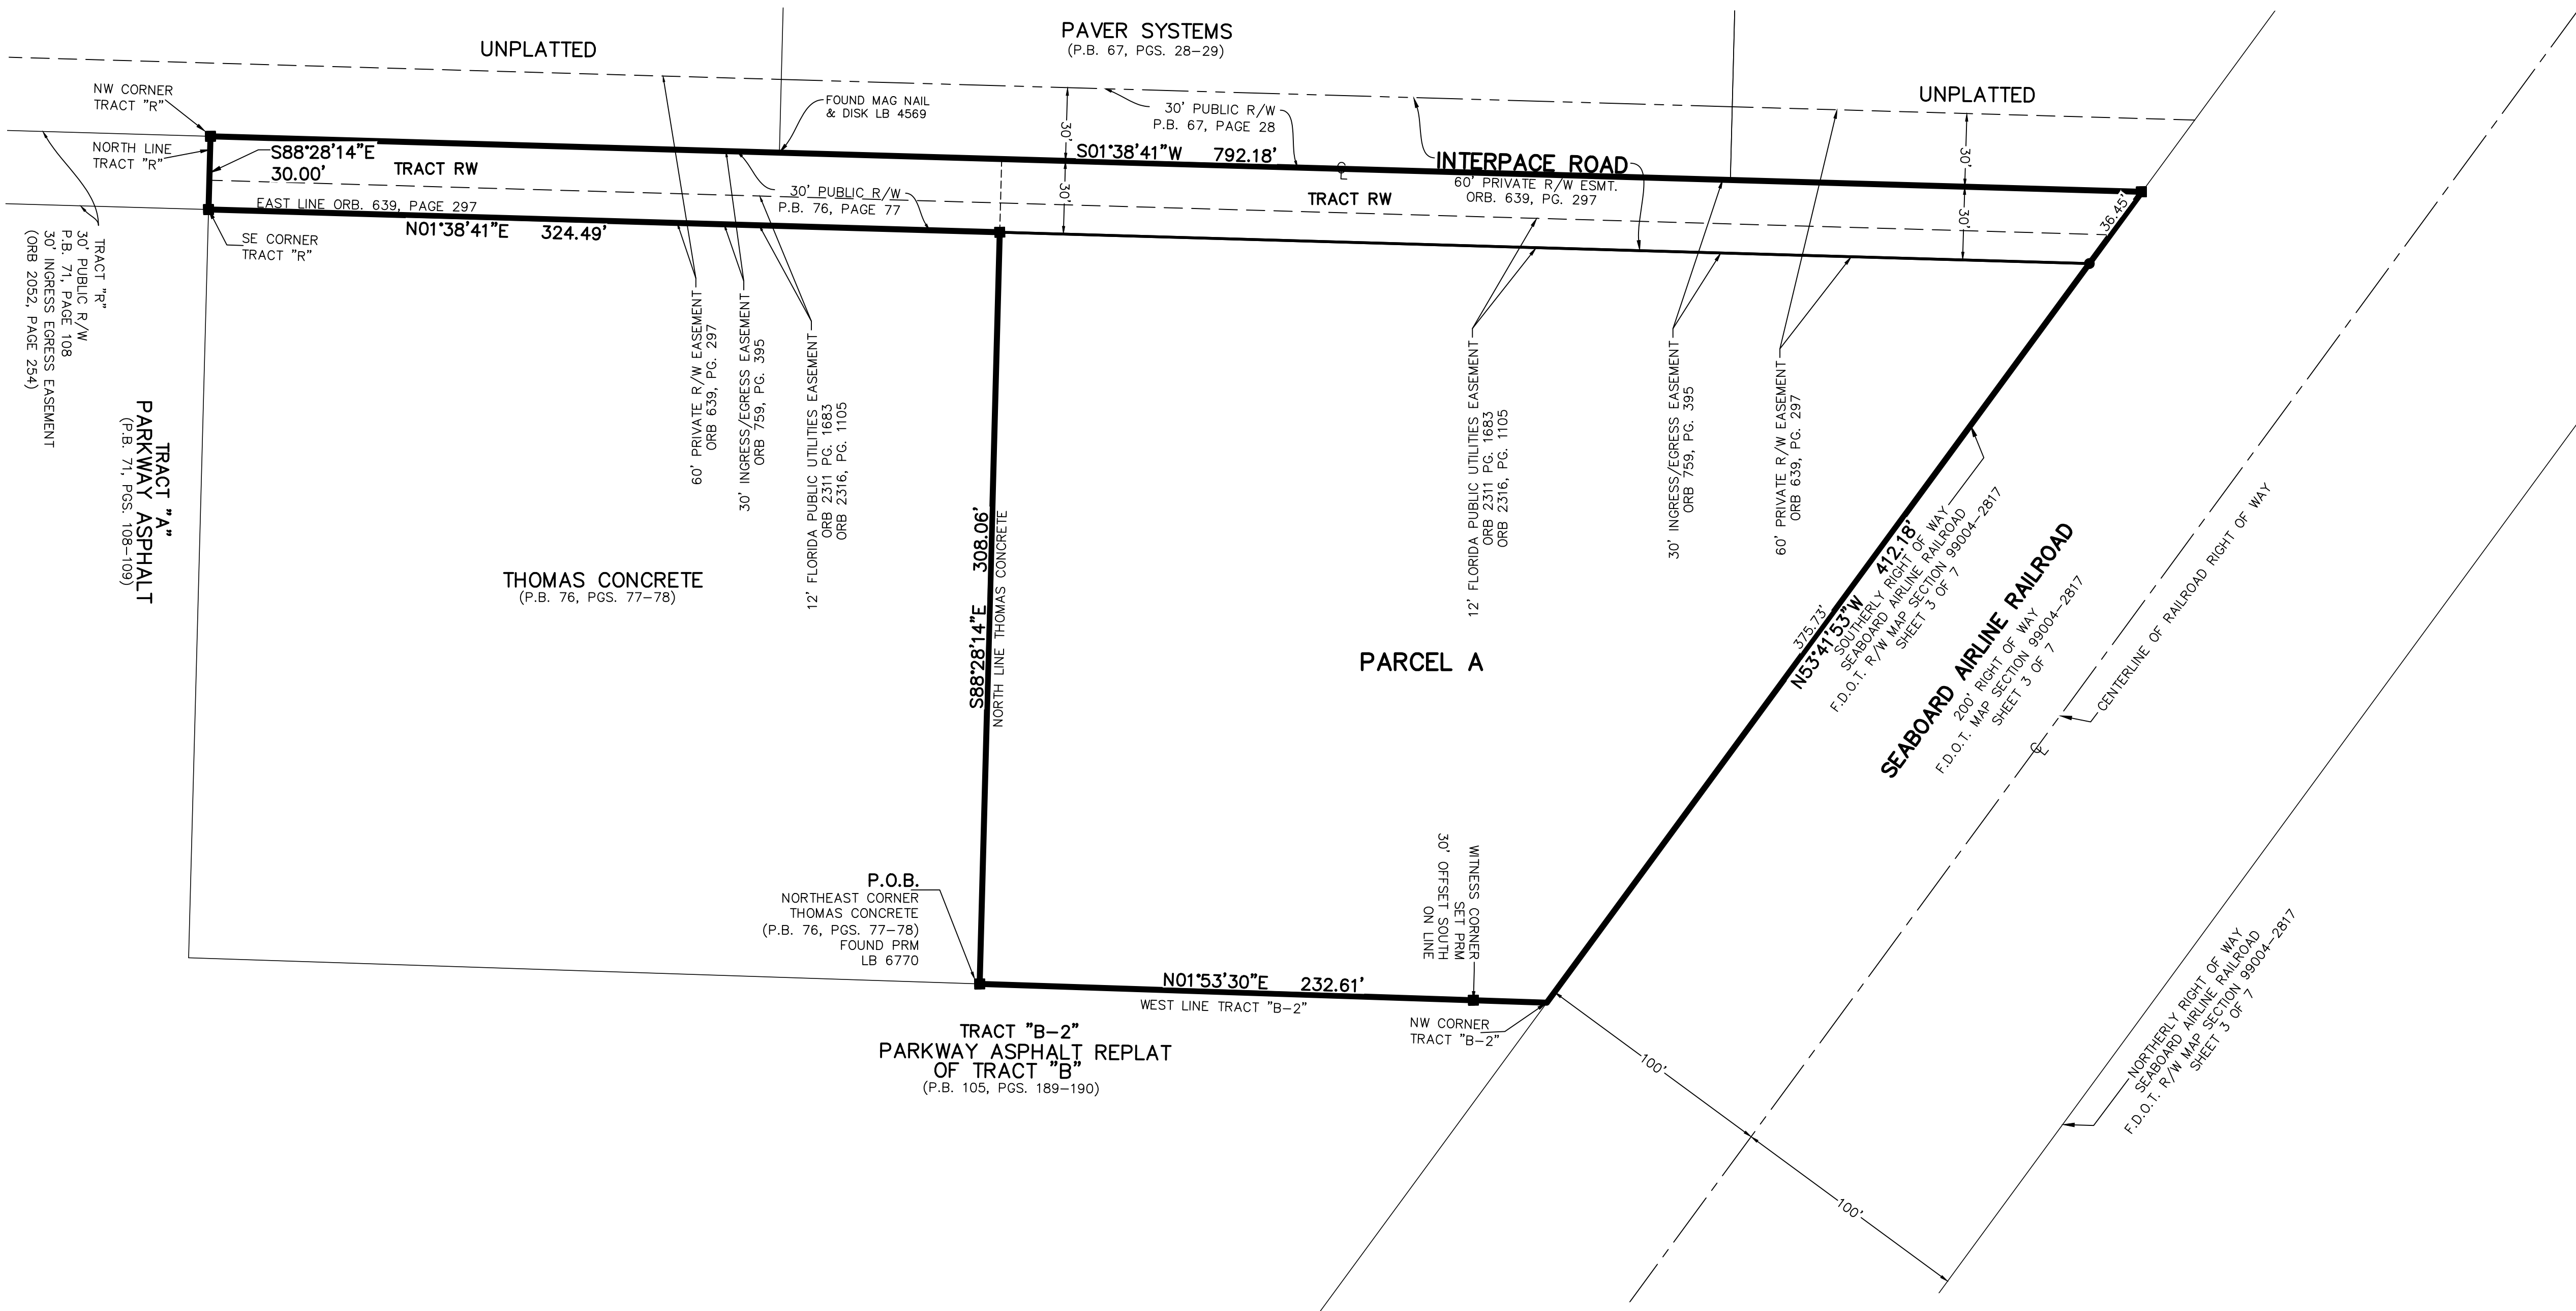 PAVER SYSTEMS
(P.B. 67, PGS. 28-29)
UNPLATTED
UNPLATTED
NW CORNER
TRACT "R"
FOUND MAG NAIL
& DISK LB 4569
30' PUBLIC R/W
P.B. 67, PAGE 28
30'
30'
NORTH LINE
TRACT "R"
S88°28'14"E
30.00'
TRACT RW
S01°38'41"W 792.18'
℄
INTERPACE ROAD
60' PRIVATE R/W ESMT.
ORB. 639, PG. 297
30' PUBLIC R/W
P.B. 76, PAGE 77
30'
30'
TRACT RW
36.45'
EAST LINE ORB. 639, PAGE 297
N01°38'41"E 324.49'
SE CORNER
TRACT "R"
TRACT "R"
30' PUBLIC R/W
P.B. 71, PAGE 108
30' INGRESS EGRESS EASEMENT
(ORB 2052, PAGE 254)
TRACT "A"
PARKWAY ASPHALT
(P.B. 71, PGS. 108-109)
60' PRIVATE R/W EASEMENT
ORB 639, PG. 297
30' INGRESS/EGRESS EASEMENT
ORB 759, PG. 395
12' FLORIDA PUBLIC UTILITIES EASEMENT
ORB 2311 PG. 1683
ORB 2316, PG. 1105
12' FLORIDA PUBLIC UTILITIES EASEMENT
ORB 2311 PG. 1683
ORB 2316, PG. 1105
30' INGRESS/EGRESS EASEMENT
ORB 759, PG. 395
60' PRIVATE R/W EASEMENT
ORB 639, PG. 297
THOMAS CONCRETE
(P.B. 76, PGS. 77-78)
S88°28'14"E 308.06'
NORTH LINE THOMAS CONCRETE
PARCEL A
375.73'
N53°41'53"W 412.18'
SOUTHERLY RIGHT OF WAY
SEABOARD AIRLINE RAILROAD
F.D.O.T. R/W MAP SECTION 99004-2817
SHEET 3 OF 7
SEABOARD AIRLINE RAILROAD
200' RIGHT OF WAY
F.D.O.T. MAP SECTION 99004-2817
SHEET 3 OF 7
℄
CENTERLINE OF RAILROAD RIGHT OF WAY
P.O.B.
NORTHEAST CORNER
THOMAS CONCRETE
(P.B. 76, PGS. 77-78)
FOUND PRM
LB 6770
WITNESS CORNER
SET PRM
30' OFFSET SOUTH
ON LINE
N01°53'30"E 232.61'
WEST LINE TRACT "B-2"
NW CORNER
TRACT "B-2"
TRACT "B-2"
PARKWAY ASPHALT REPLAT
OF TRACT "B"
(P.B. 105, PGS. 189-190)
100'
100'
NORTHERLY RIGHT OF WAY
SEABOARD AIRLINE RAILROAD
F.D.O.T. R/W MAP SECTION 99004-2817
SHEET 3 OF 7